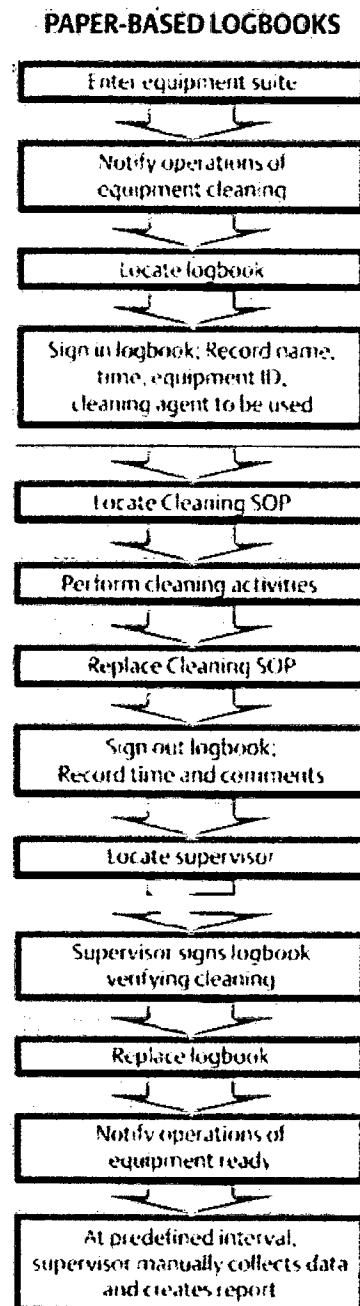 PAPER-BASED LOGBOOKS
Enter equipment suite
Notify operations of
equipment cleaning
Locate logbook
Sign in logbook; Record name,
time, equipment ID,
cleaning agent to be used
Locate Cleaning SOP
Perform cleaning activities
Replace Cleaning SOP
Sign out logbook;
Record time and comments
Locate supervisor
Supervisor signs logbook
verifying cleaning
Replace logbook
Notify operations of
equipment ready
At predefined interval,
supervisor manually collects data
and creates report